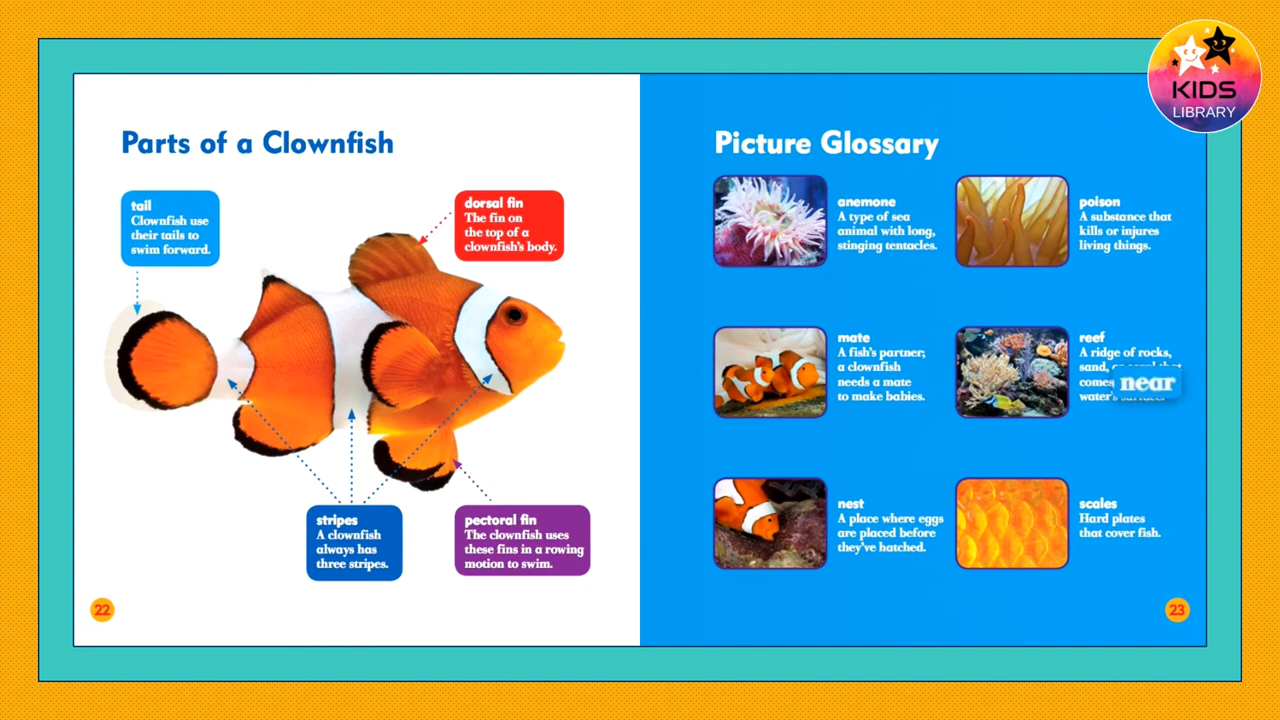 KIDS
LIBRARY
Parts of a Clownfish
tail
Clownfish use
their tails to
swim forward.
dorsal fin
The fin on
the top of a
clownfish's body.
stripes
A clownfish
always has
three stripes.
pectoral fin
The clownfish uses
these fins in a rowing
motion to swim.
22
Picture Glossary
anemone
A type of sea
animal with long,
stinging tentacles.
poison
A substance that
kills or injures
living things.
mate
A fish's partner;
a clownfish
needs a mate
to make babies.
reef
A ridge of rocks,
sand,
comes near
water's
nest
A place where eggs
are placed before
they've hatched.
scales
Hard plates
that cover fish.
23